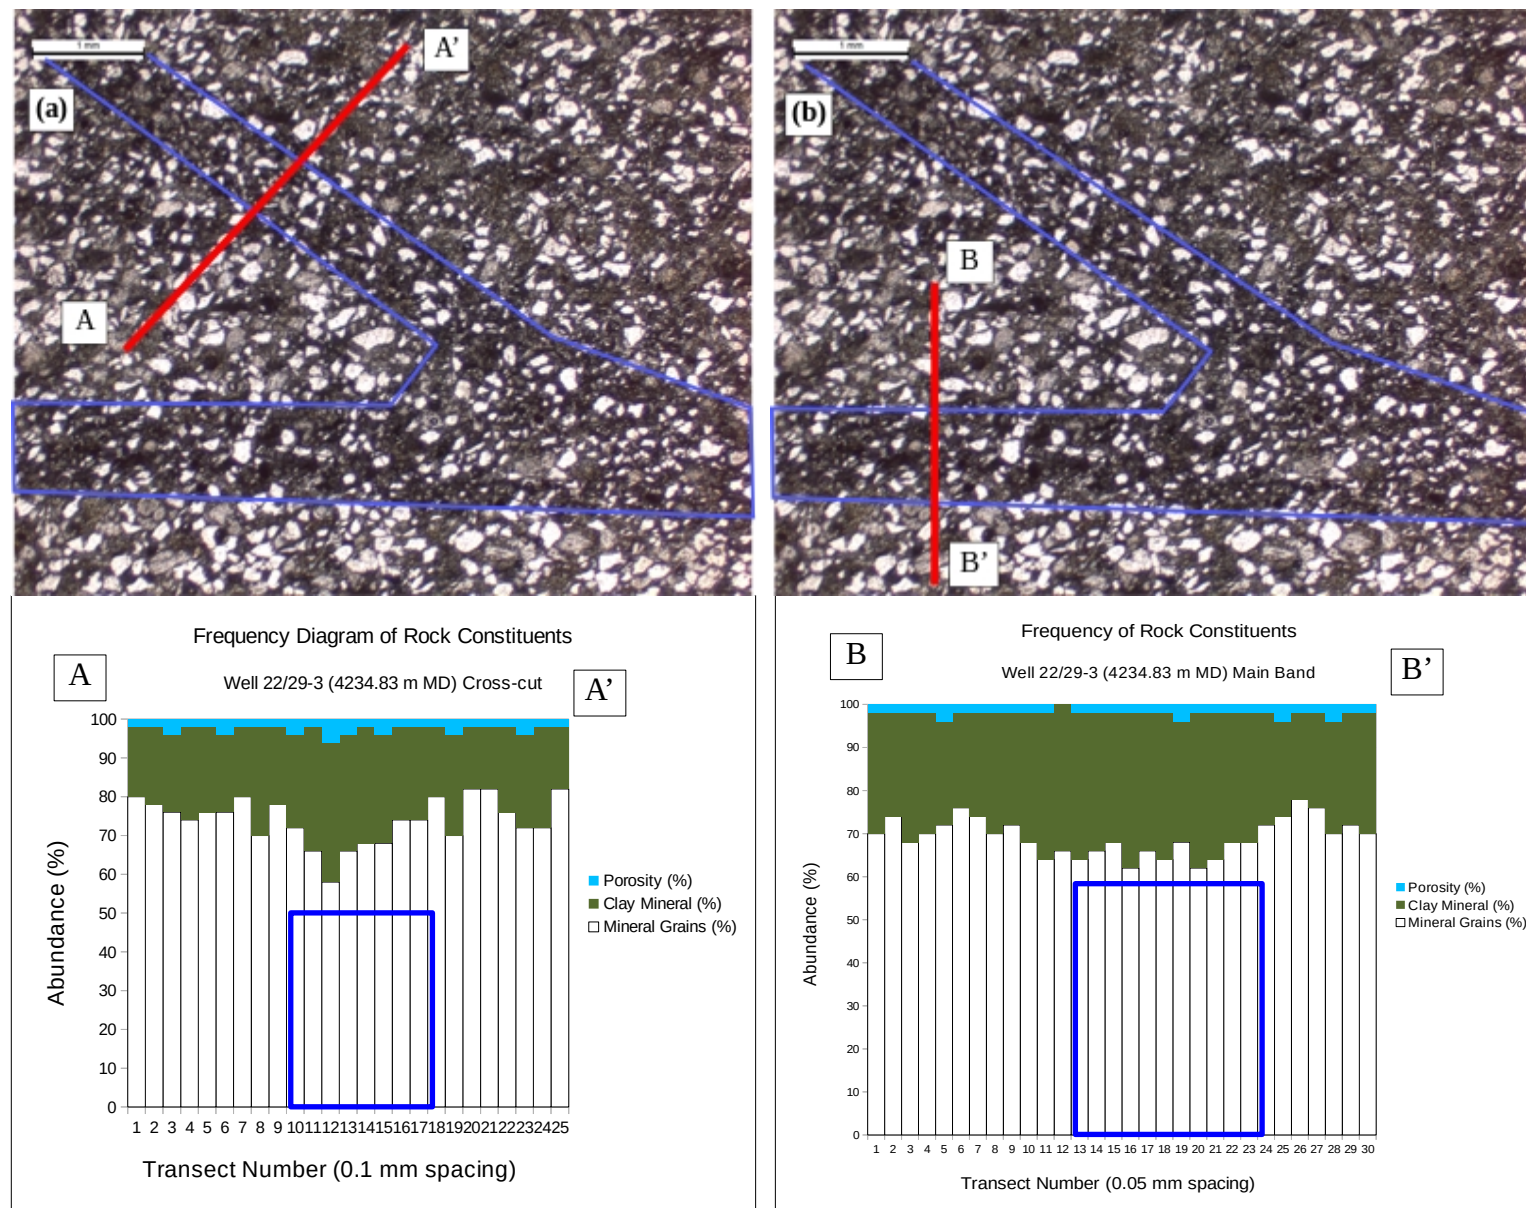 1 mm
A'
(a)
A
1 mm
(b)
B
B'
Frequency Diagram of Rock Constituents
A
Well 22/29-3 (4234.83 m MD) Cross-cut
A’
100
90
80
70
60
50
40
30
20
10
0
Abundance (%)
Porosity (%)
Clay Mineral (%)
Mineral Grains (%)
1 2 3 4 5 6 7 8 9 10 11 12 13 14 15 16 17 18 19 20 21 22 23 24 25
Transect Number (0.1 mm spacing)
Frequency of Rock Constituents
B
Well 22/29-3 (4234.83 m MD) Main Band
B’
100
90
80
70
60
50
40
30
20
10
0
Abundance (%)
Porosity (%)
Clay Mineral (%)
Mineral Grains (%)
1 2 3 4 5 6 7 8 9 10 11 12 13 14 15 16 17 18 19 20 21 22 23 24 25 26 27 28 29 30
Transect Number (0.05 mm spacing)